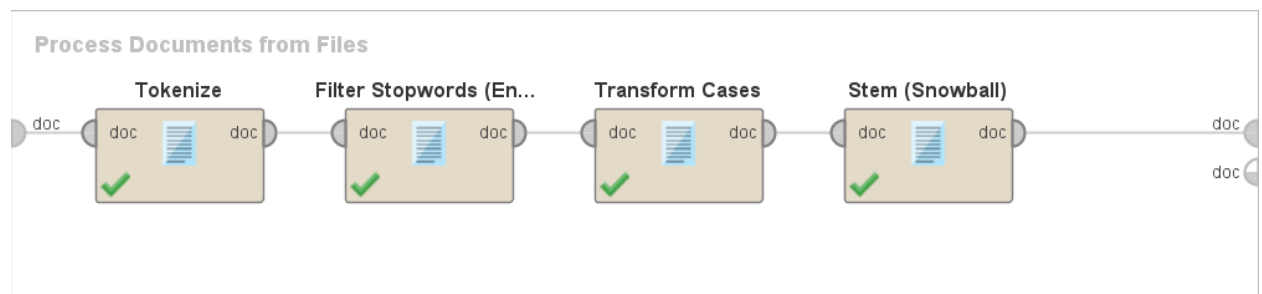 Process Documents from Files
Tokenize
Filter Stopwords (En...
Transform Cases
Stem (Snowball)
doc
doc
doc
doc
doc
doc
doc
doc
doc
doc
doc